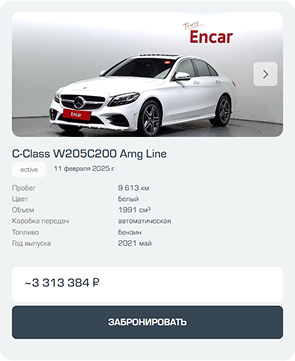 Encar
Encar
C-Class W205C200 Amg Line
active 11 февраля 2025 г.
Пробег 9 613 км
Цвет белый
Объем 1991 см³
Коробка передач автоматическая
Топливо бензин
Год выпуска 2021 май
~3 313 384 ₽
ЗАБРОНИРОВАТЬ